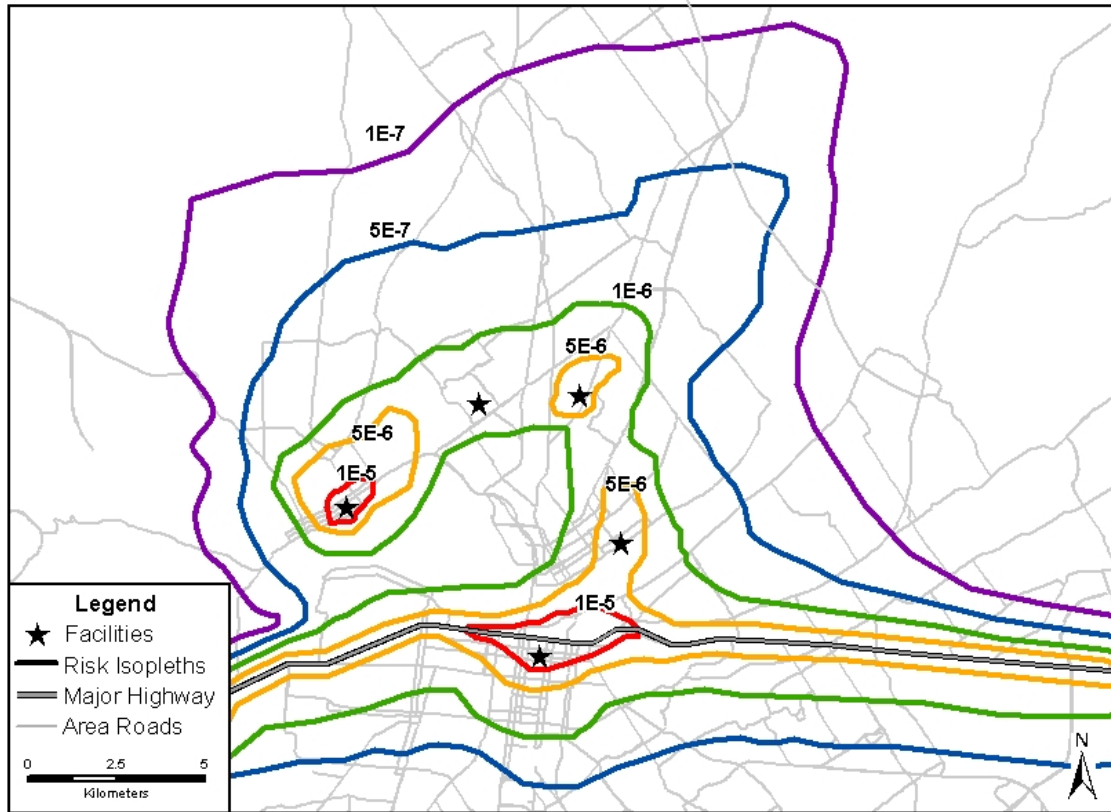 1E-7
5E-7
1E-6
5E-6
5E-6
1E-5
5E-6
1E-5
Legend
Facilities
Risk Isopleths
Major Highway
Area Roads
0 2.5 5
Kilometers
N